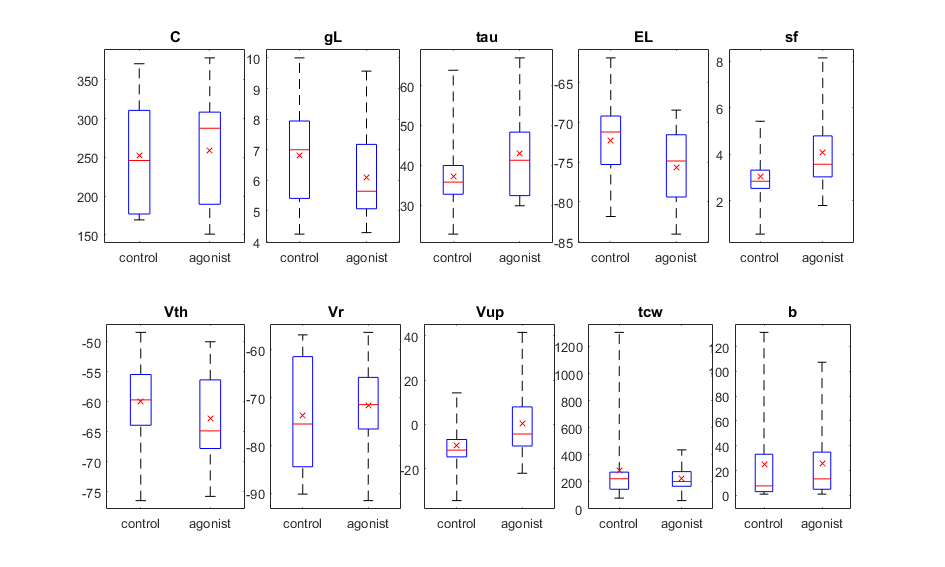 C gL tau EL sf
350 300 250 200 150
10 9 8 7 6 5 4
60 50 40 30
-65 -70 -75 -80 -85
8 6 4 2
control agonist control agonist control agonist control agonist control agonist
Vth Vr Vup tcw b
-50 -55 -60 -65 -70 -75
-60 -70 -80 -90
40 20 0 -20
1200 1000 800 600 400 200 0
120 100 80 60 40 20 0
control agonist control agonist control agonist control agonist control agonist